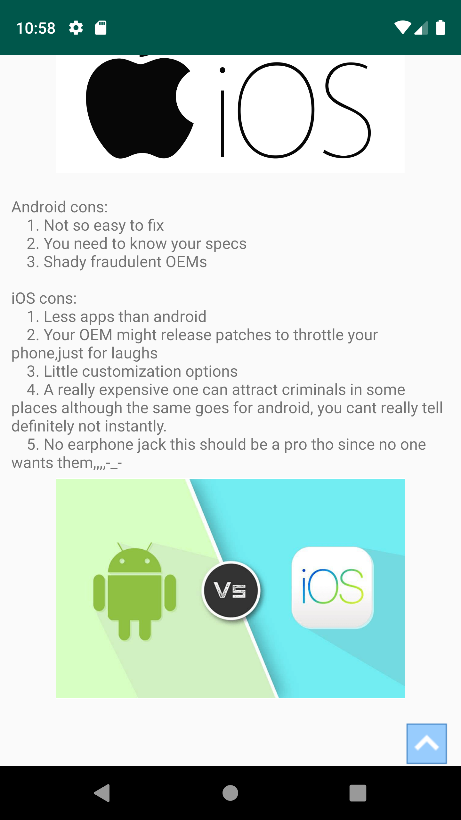 10:58
iOS
Android cons:
1. Not so easy to fix
2. You need to know your specs
3. Shady fraudulent OEMs
iOS cons:
1. Less apps than android
2. Your OEM might release patches to throttle your
phone,just for laughs
3. Little customization options
4. A really expensive one can attract criminals in some
places although the same goes for android, you cant really tell
definitely not instantly.
5. No earphone jack this should be a pro tho since no one
wants them,,,,-_-
VS
iOS